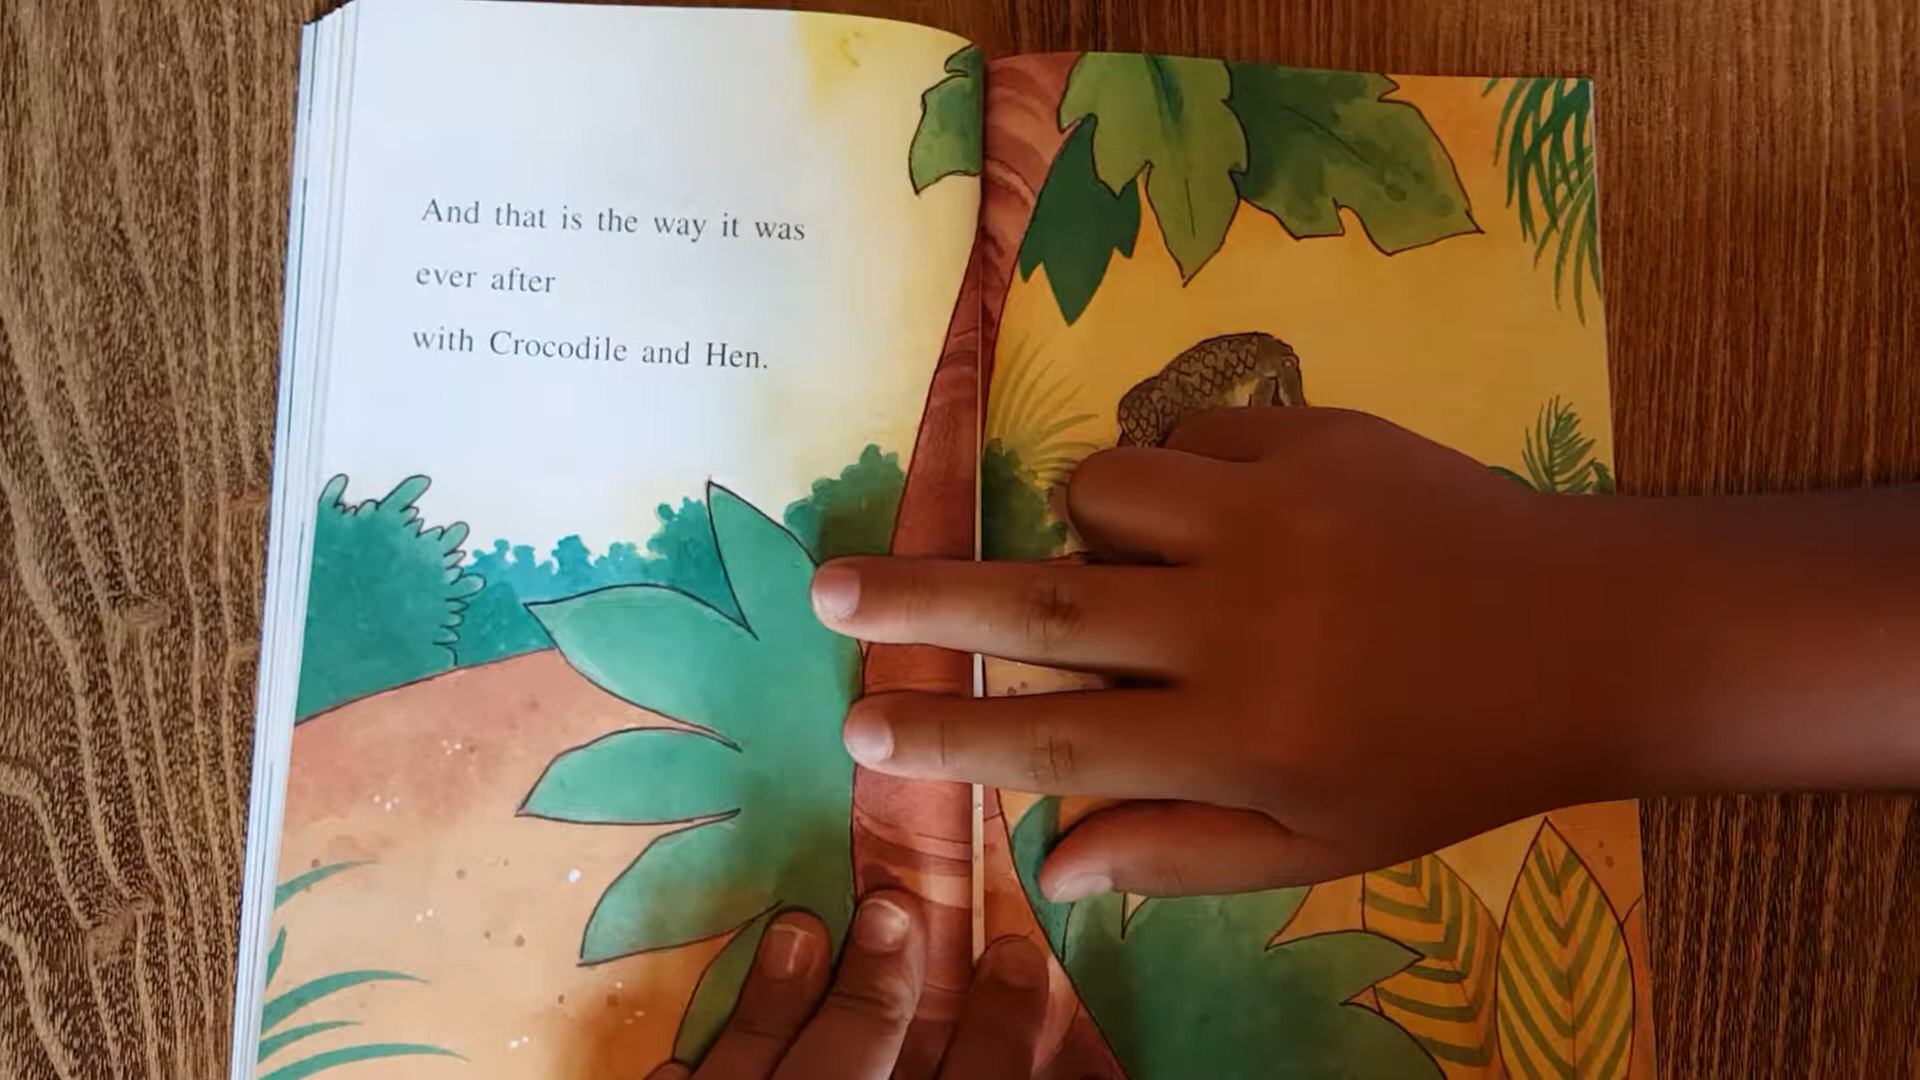 And that is the way it was
ever after
with Crocodile and Hen.